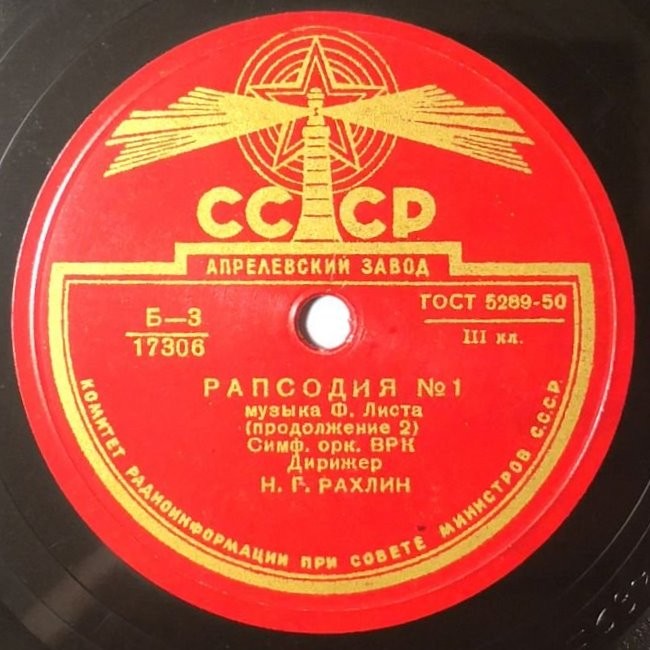 СССР
АПРЕЛЕВСКИЙ ЗАВОД
Б—3
17306
ГОСТ 5289-50
III кл.
РАПСОДИЯ №1
музыка Ф. Листа
(продолжение 2)
Симф. орк. ВРК
Дирижер
Н. Г. РАХЛИН
КОМИТЕТ РАДИОИНФОРМАЦИИ ПРИ СОВЕТЕ МИНИСТРОВ С.С.С.Р.